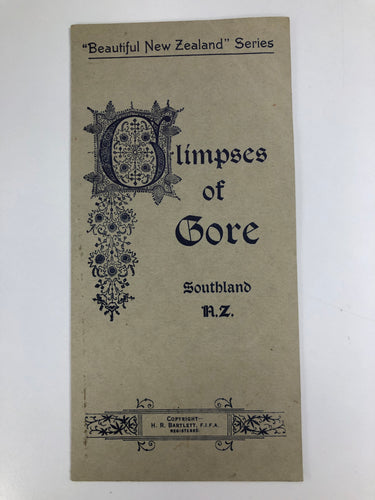 "Beautiful New Zealand" Series
Glimpses
of
Gore
Southland
N.Z.
COPYRIGHT—
H. R. BARTLETT, F.I.F.A.
REGISTERED